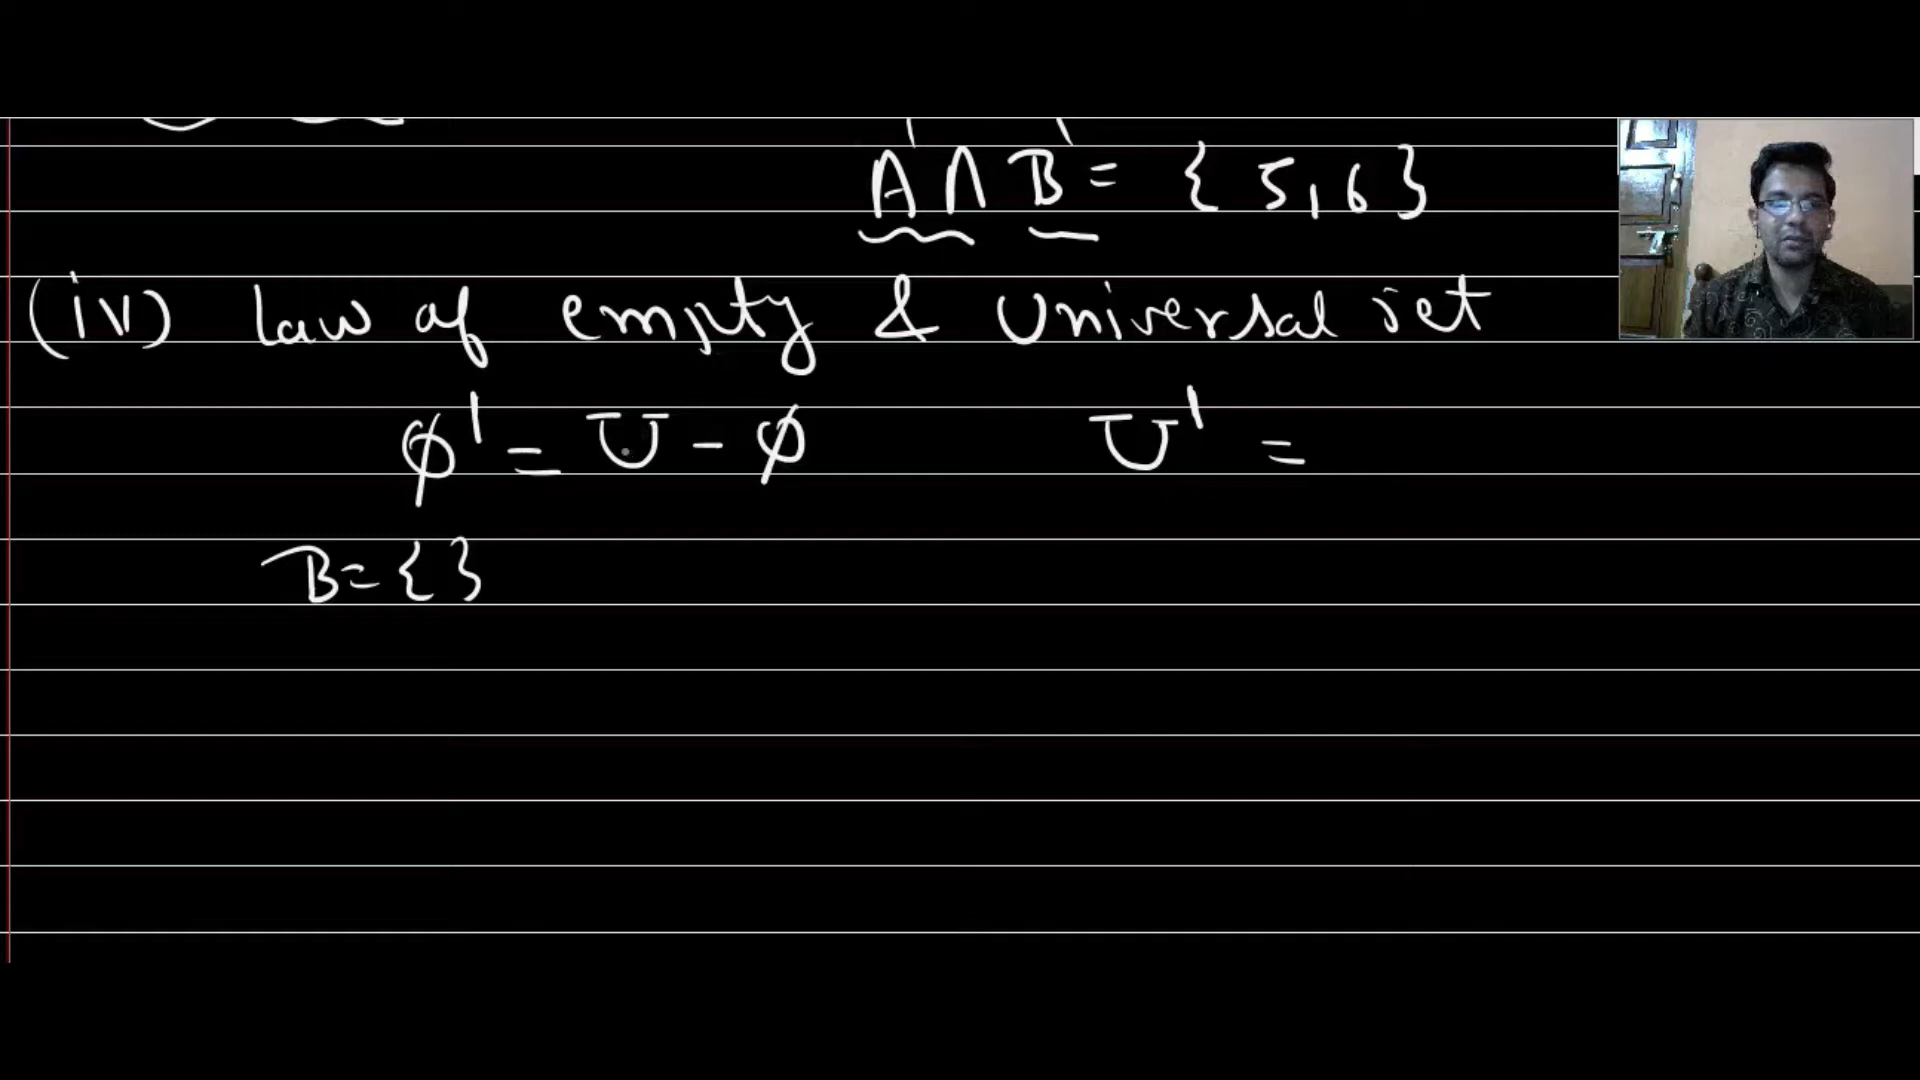 A' ∩ B' = { 5, 6 }
(iv) Law of empty & Universal set
φ' = U - φ
U' =
B = { }